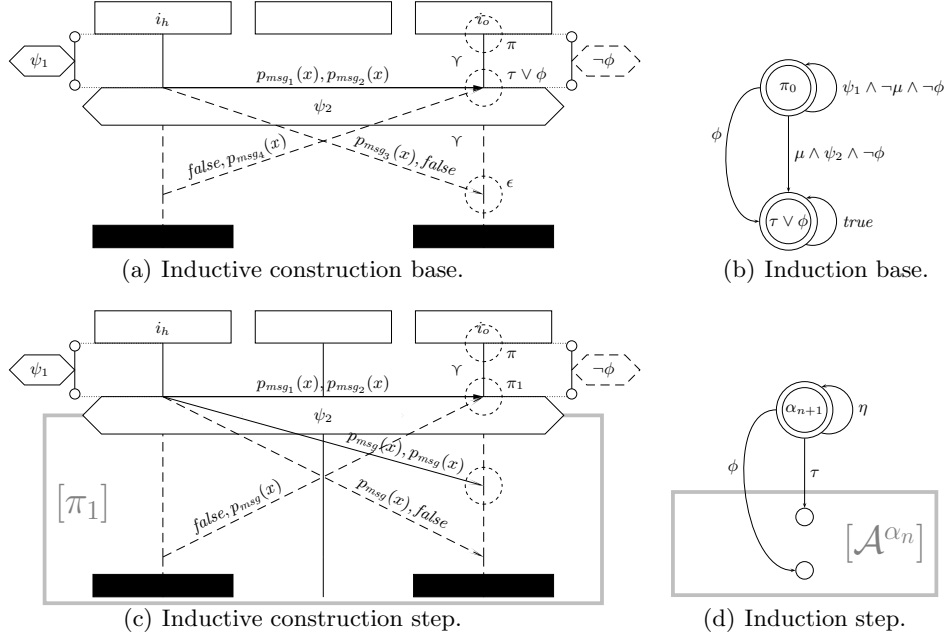 i_h i_o
π
ψ_1 ϒ ¬ϕ
p_{msg_1}(x), p_{msg_2}(x) τ ∨ ϕ
ψ_2
ϒ
false, p_{msg_4}(x) p_{msg_3}(x), false
ϵ
(a) Inductive construction base.
π_0 ψ_1 ∧ ¬μ ∧ ¬ϕ
ϕ
μ ∧ ψ_2 ∧ ¬ϕ
τ ∨ ϕ true
(b) Induction base.
i_h i_o
π
ψ_1 ϒ ¬ϕ
p_{msg_1}(x), p_{msg_2}(x) π_1
ψ_2
p_{msg}(x), p_{msg}(x)
[π_1]
false, p_{msg}(x) p_{msg}(x), false
(c) Inductive construction step.
α_{n+1} η
ϕ τ
[𝒜^{α_n}]
(d) Induction step.